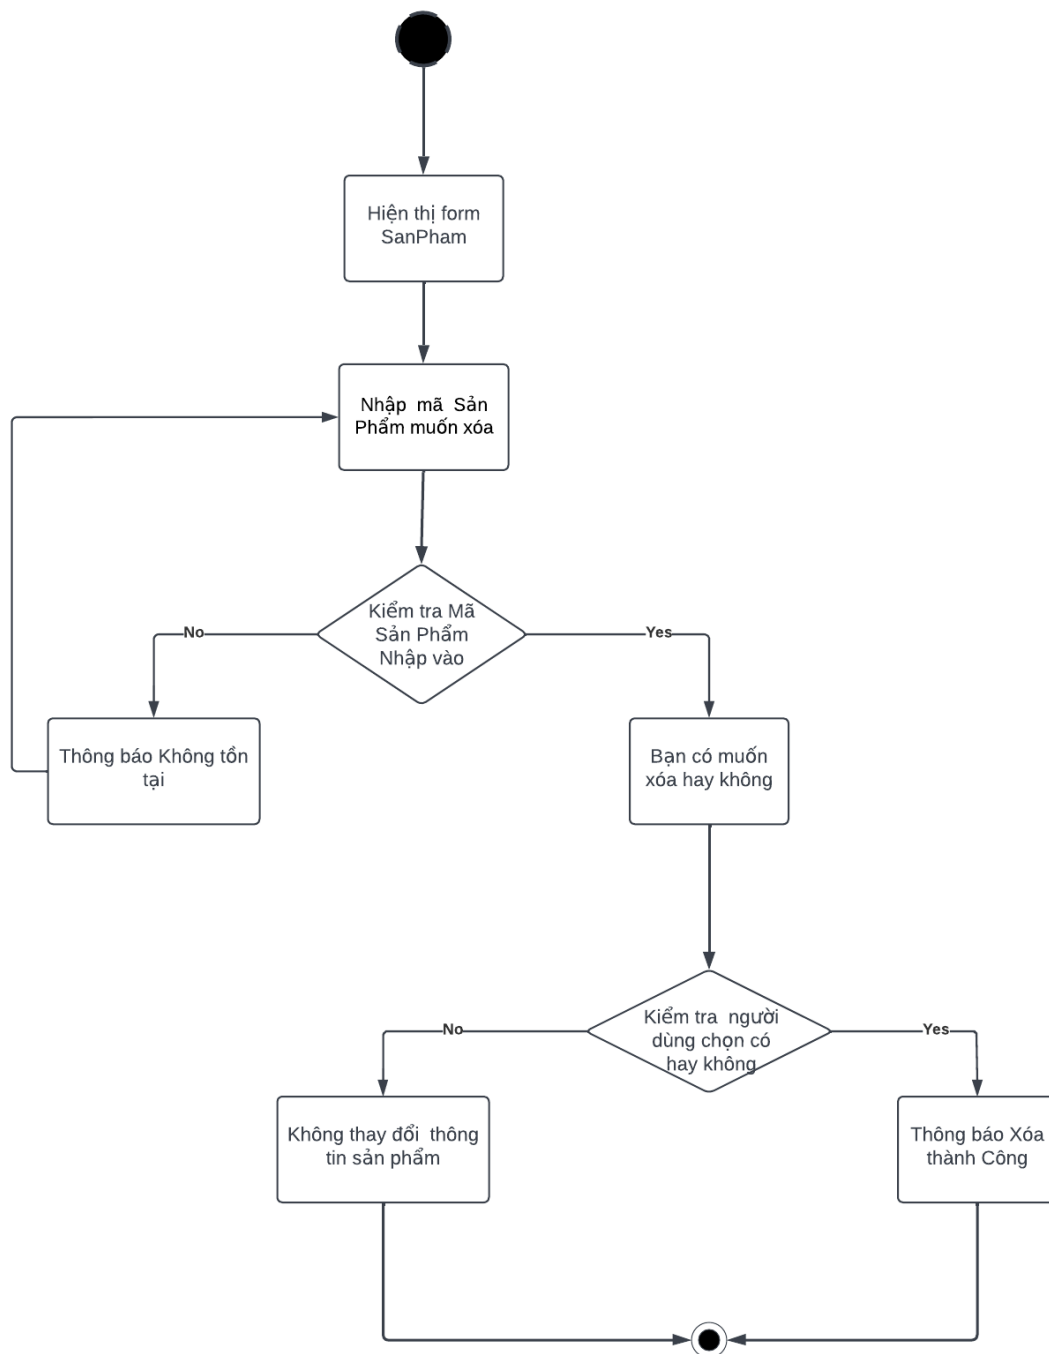 Hiện thị form
SanPham
Nhập mã Sản
Phẩm muốn xóa
Kiểm tra Mã
Sản Phẩm
Nhập vào
No
Yes
Thông báo Không tồn
tại
Bạn có muốn
xóa hay không
Kiểm tra người
dùng chọn có
hay không
No
Yes
Không thay đổi thông
tin sản phẩm
Thông báo Xóa
thành Công